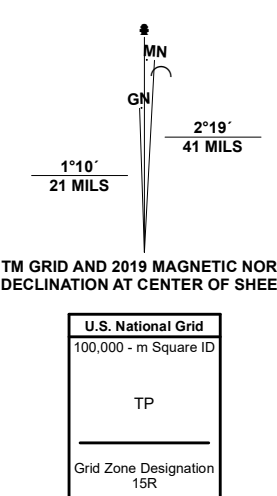 MN
GN
2°19´
41 MILS
1°10´
21 MILS
TM GRID AND 2019 MAGNETIC NOR
DECLINATION AT CENTER OF SHEE
U.S. National Grid
100,000 - m Square ID
TP
Grid Zone Designation
15R